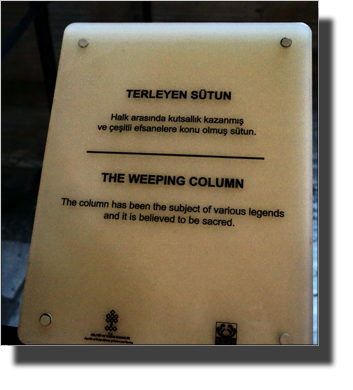 TERLEYEN SÜTUN
Halk arasında kutsallık kazanmış
ve çeşitli efsanelere konu olmuş sütun.
THE WEEPING COLUMN
The column has been the subject of various legends
and it is believed to be sacred.